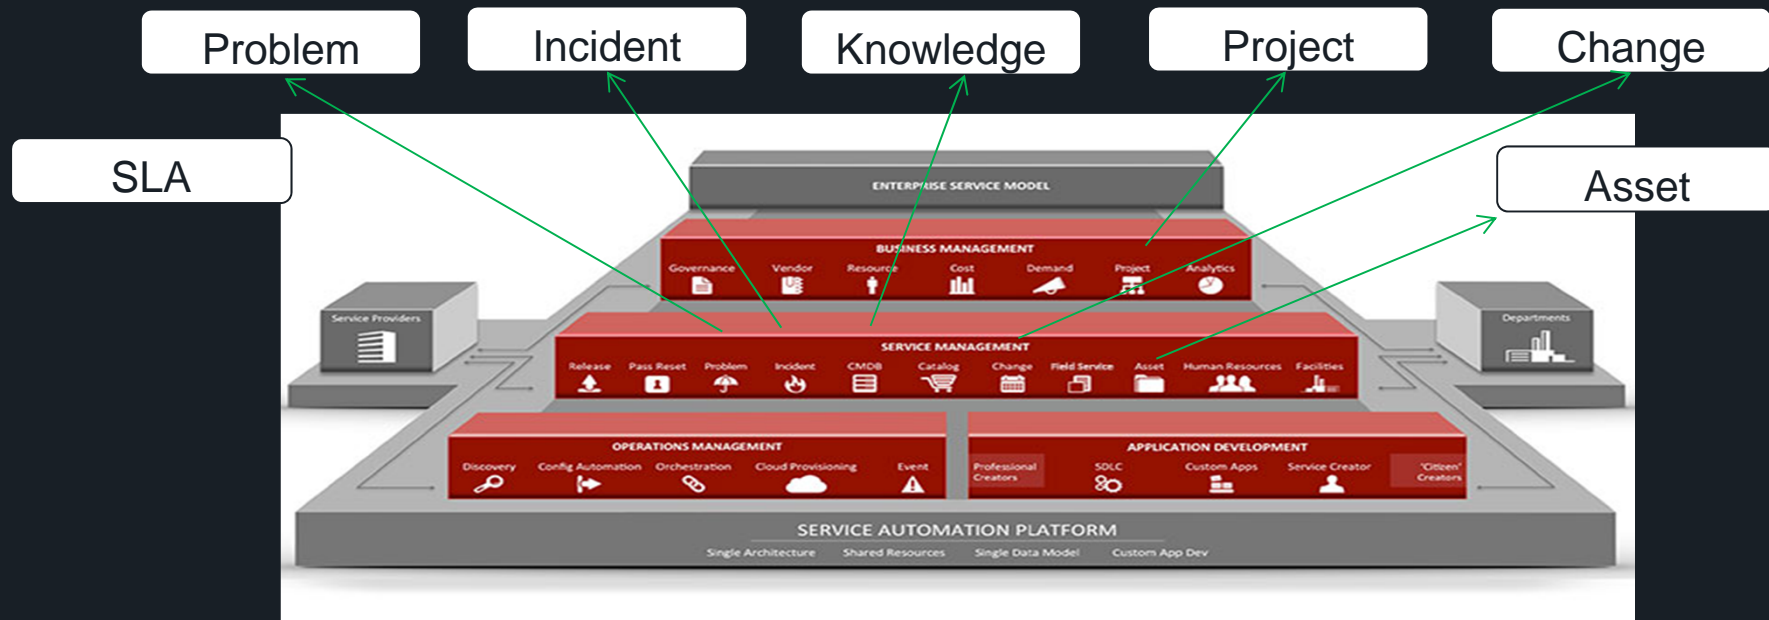 Problem
Incident
Knowledge
Project
Change
SLA
Asset
ENTERPRISE SERVICE MODEL
BUSINESS MANAGEMENT
Governance Vendor Resource Cost Demand Project Analytics
Service Providers
Departments
SERVICE MANAGEMENT
Release Pass Reset Problem Incident CMDB Catalog Change Field Service Asset Human Resources Facilities
OPERATIONS MANAGEMENT
Discovery Config Automation Orchestration Cloud Provisioning Event
APPLICATION DEVELOPMENT
Professional Creators SDLC Custom Apps Service Creator 'Citizen' Creators
SERVICE AUTOMATION PLATFORM
Single Architecture Shared Resources Single Data Model Custom App Dev